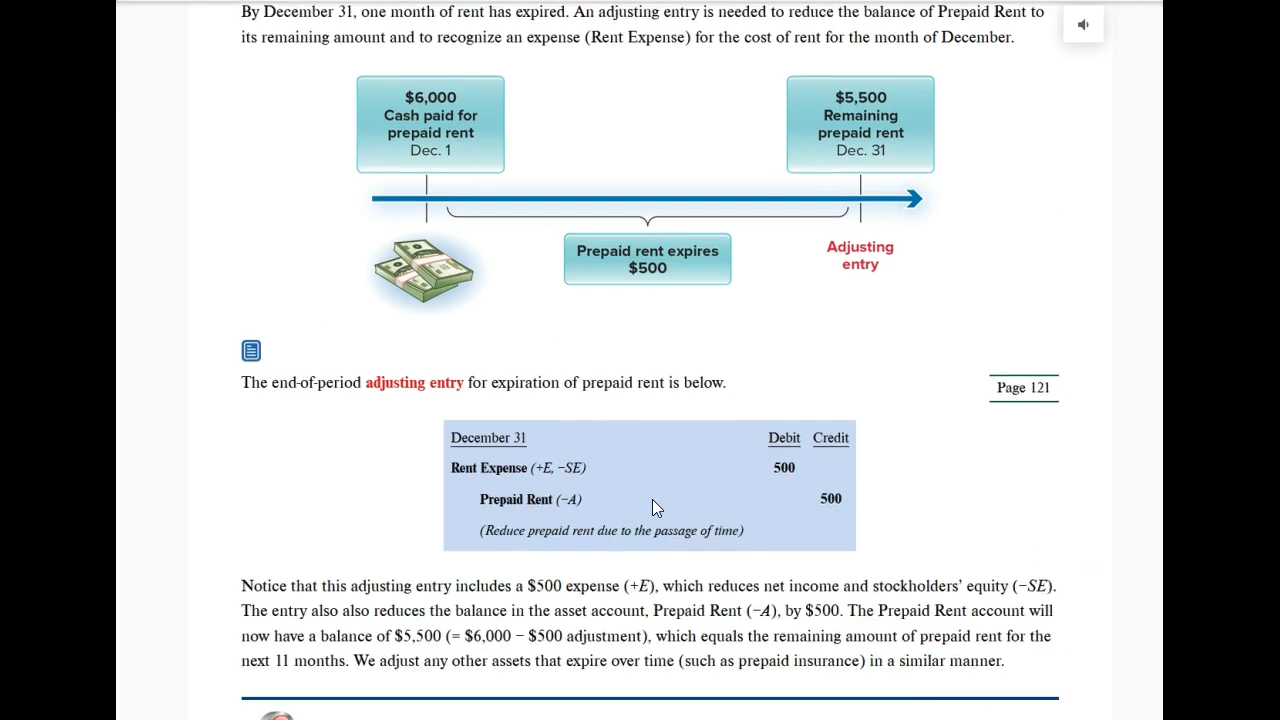 By December 31, one month of rent has expired. An adjusting entry is needed to reduce the balance of Prepaid Rent to
its remaining amount and to recognize an expense (Rent Expense) for the cost of rent for the month of December.
$6,000
Cash paid for
prepaid rent
Dec. 1
$5,500
Remaining
prepaid rent
Dec. 31
Prepaid rent expires
$500
Adjusting
entry
The end-of-period adjusting entry for expiration of prepaid rent is below.
Page 121
December 31 Debit Credit
Rent Expense (+E, −SE) 500
Prepaid Rent (−A) 500
(Reduce prepaid rent due to the passage of time)
Notice that this adjusting entry includes a $500 expense (+E), which reduces net income and stockholders' equity (−SE).
The entry also also reduces the balance in the asset account, Prepaid Rent (−A), by $500. The Prepaid Rent account will
now have a balance of $5,500 (= $6,000 − $500 adjustment), which equals the remaining amount of prepaid rent for the
next 11 months. We adjust any other assets that expire over time (such as prepaid insurance) in a similar manner.